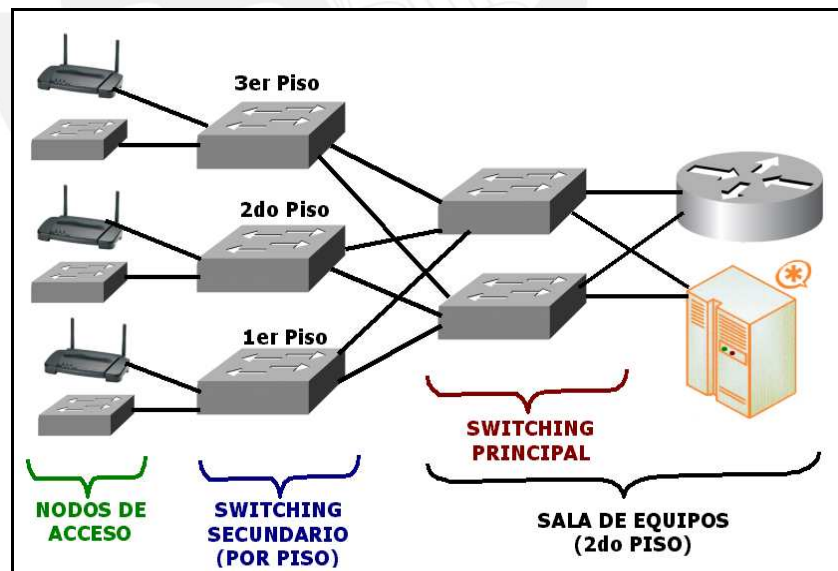 3er Piso
2do Piso
1er Piso
SWITCHING
PRINCIPAL
NODOS DE
ACCESO
SWITCHING
SECUNDARIO
(POR PISO)
SALA DE EQUIPOS
(2do PISO)